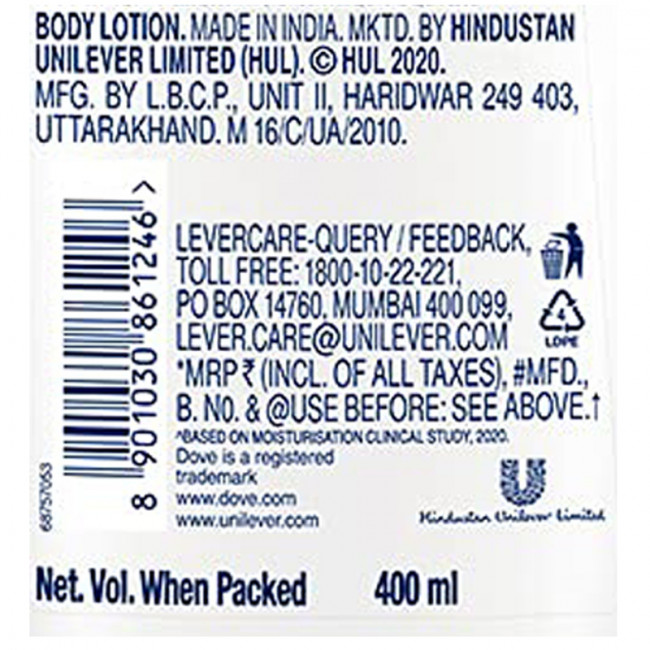 BODY LOTION. MADE IN INDIA. MKTD. BY HINDUSTAN
UNILEVER LIMITED (HUL). © HUL 2020.
MFG. BY L.B.C.P., UNIT II, HARIDWAR 249 403,
UTTARAKHAND. M 16/C/UA/2010.
LEVERCARE-QUERY / FEEDBACK,
TOLL FREE: 1800-10-22-221,
PO BOX 14760, MUMBAI 400 099,
LEVER.CARE@UNILEVER.COM
*MRP ₹ (INCL. OF ALL TAXES), #MFD.,
B. No. & @USE BEFORE: SEE ABOVE.†
^BASED ON MOISTURISATION CLINICAL STUDY, 2020.
Dove is a registered
trademark
www.dove.com
www.unilever.com
8 901030 861246 >
68757053
4
LDPE
Hindustan Unilever Limited
Net. Vol. When Packed 400 ml